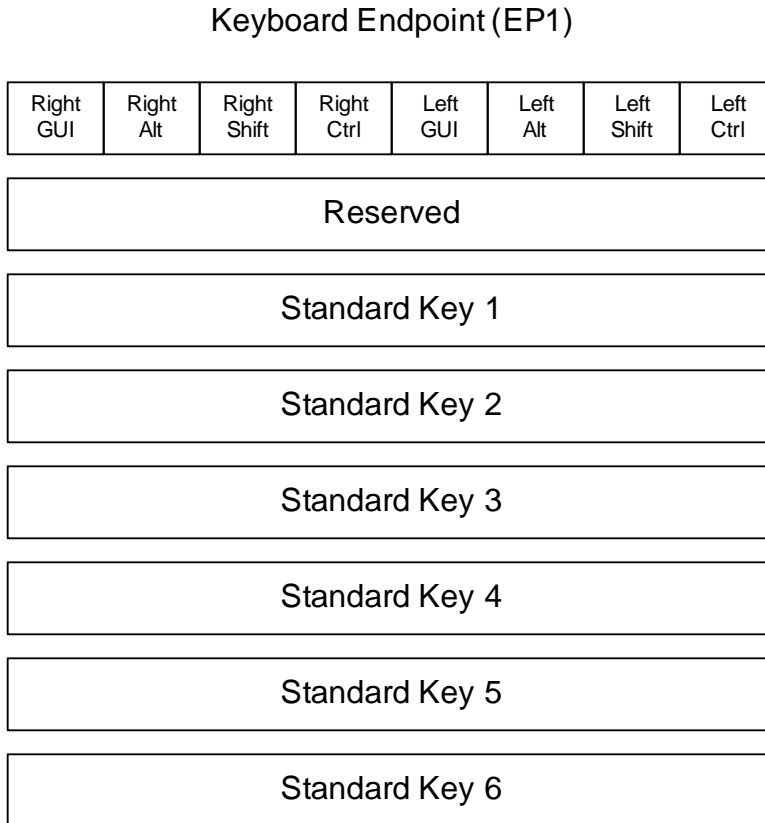 Keyboard Endpoint (EP1)
Right GUI Right Alt Right Shift Right Ctrl Left GUI Left Alt Left Shift Left Ctrl
Reserved
Standard Key 1
Standard Key 2
Standard Key 3
Standard Key 4
Standard Key 5
Standard Key 6